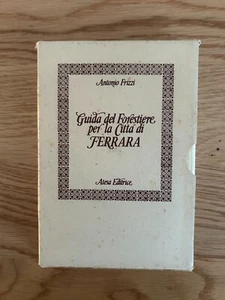 Antonio Frizzi
Guida del Forestiere
per la Città di
FERRARA
Atesa Editrice